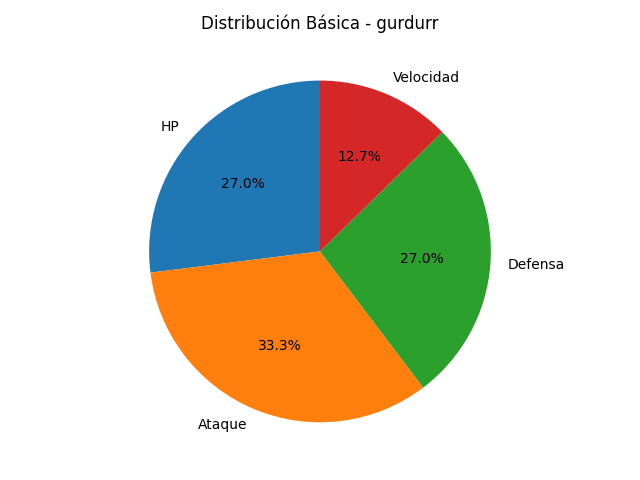 Distribución Básica - gurdurr
Velocidad
HP
12.7%
27.0%
27.0%
Defensa
33.3%
Ataque